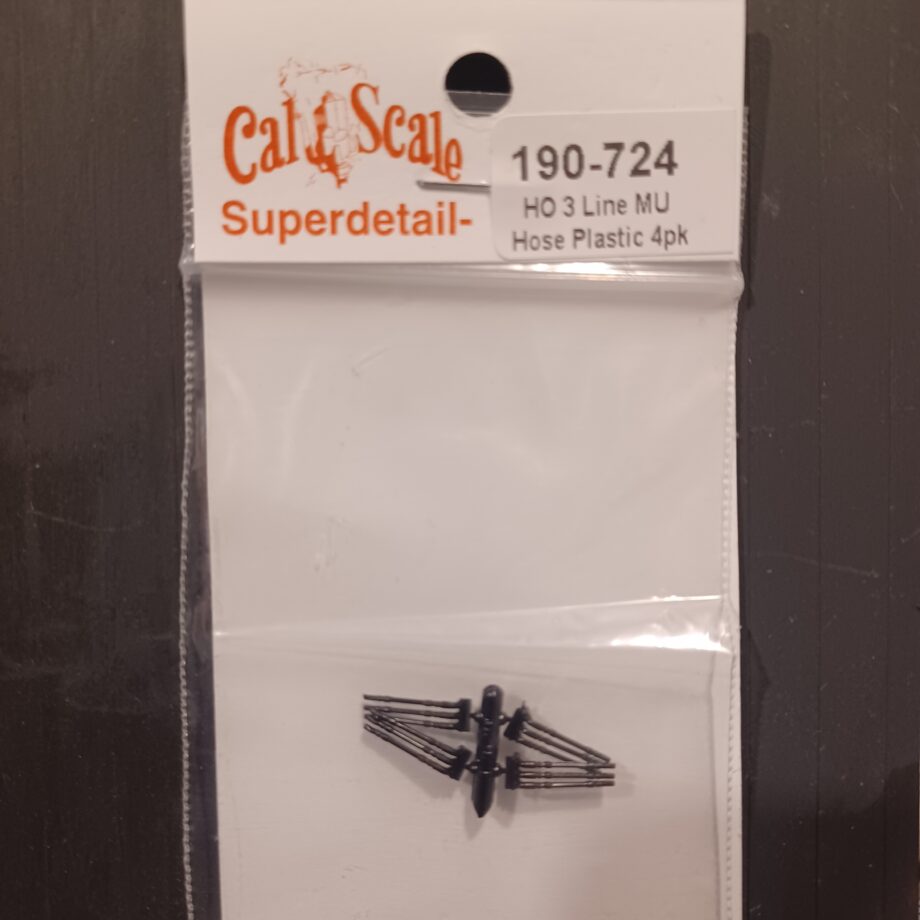 Cal Scale
Superdetail-
190-724
HO 3 Line MU
Hose Plastic 4pk